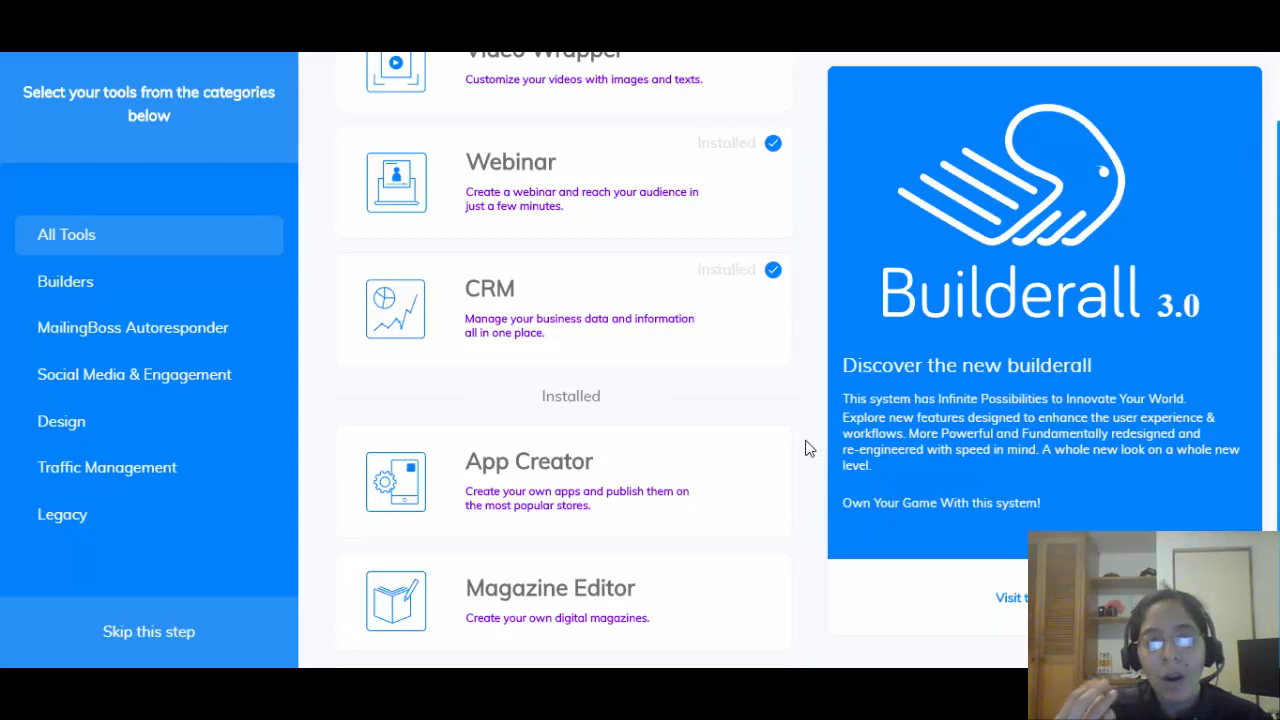 Select your tools from the categories
below
All Tools
Builders
MailingBoss Autoresponder
Social Media & Engagement
Design
Traffic Management
Legacy
Skip this step
Video Wrapper
Customize your videos with images and texts.
Installed
Webinar
Create a webinar and reach your audience in
just a few minutes.
Installed
CRM
Manage your business data and information
all in one place.
Installed
App Creator
Create your own apps and publish them on
the most popular stores.
Magazine Editor
Create your own digital magazines.
Builderall 3.0
Discover the new builderall
This system has Infinite Possibilities to Innovate Your World.
Explore new features designed to enhance the user experience &
workflows. More Powerful and Fundamentally redesigned and
re-engineered with speed in mind. A whole new look on a whole new
level.
Own Your Game With this system!
Visit